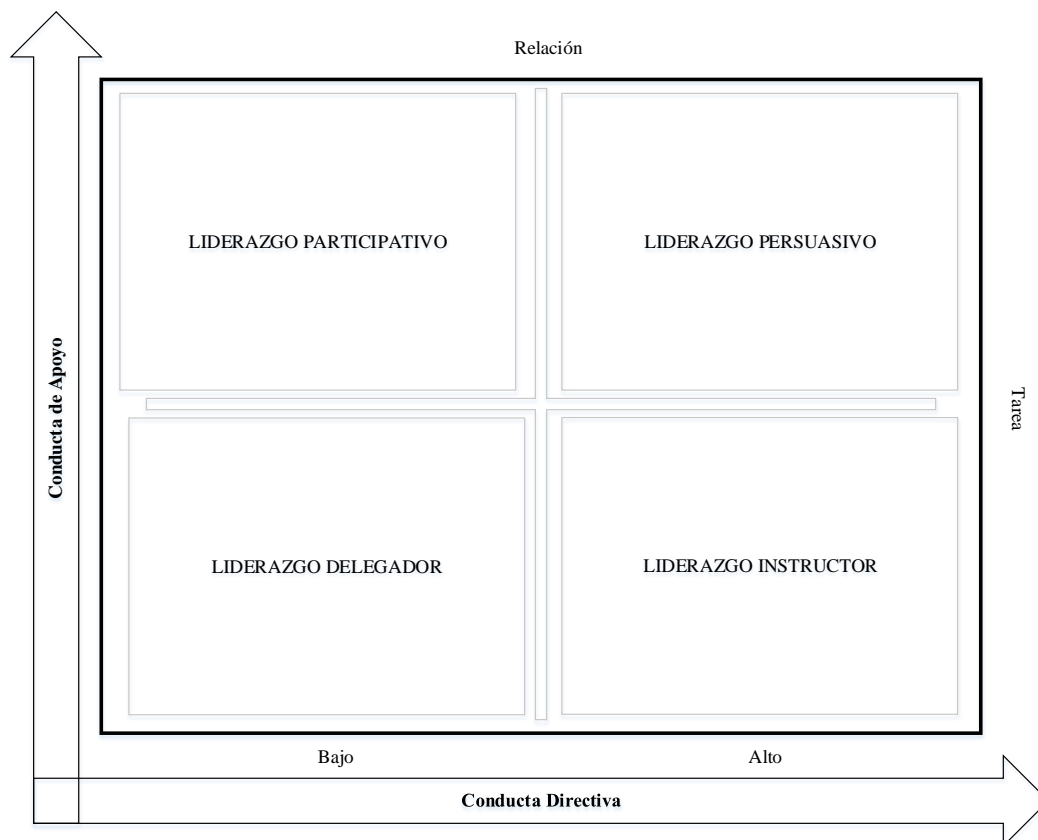 Relación
LIDERAZGO PARTICIPATIVO
LIDERAZGO PERSUASIVO
Conducta de Apoyo
Tarea
LIDERAZGO DELEGADOR
LIDERAZGO INSTRUCTOR
Bajo
Alto
Conducta Directiva